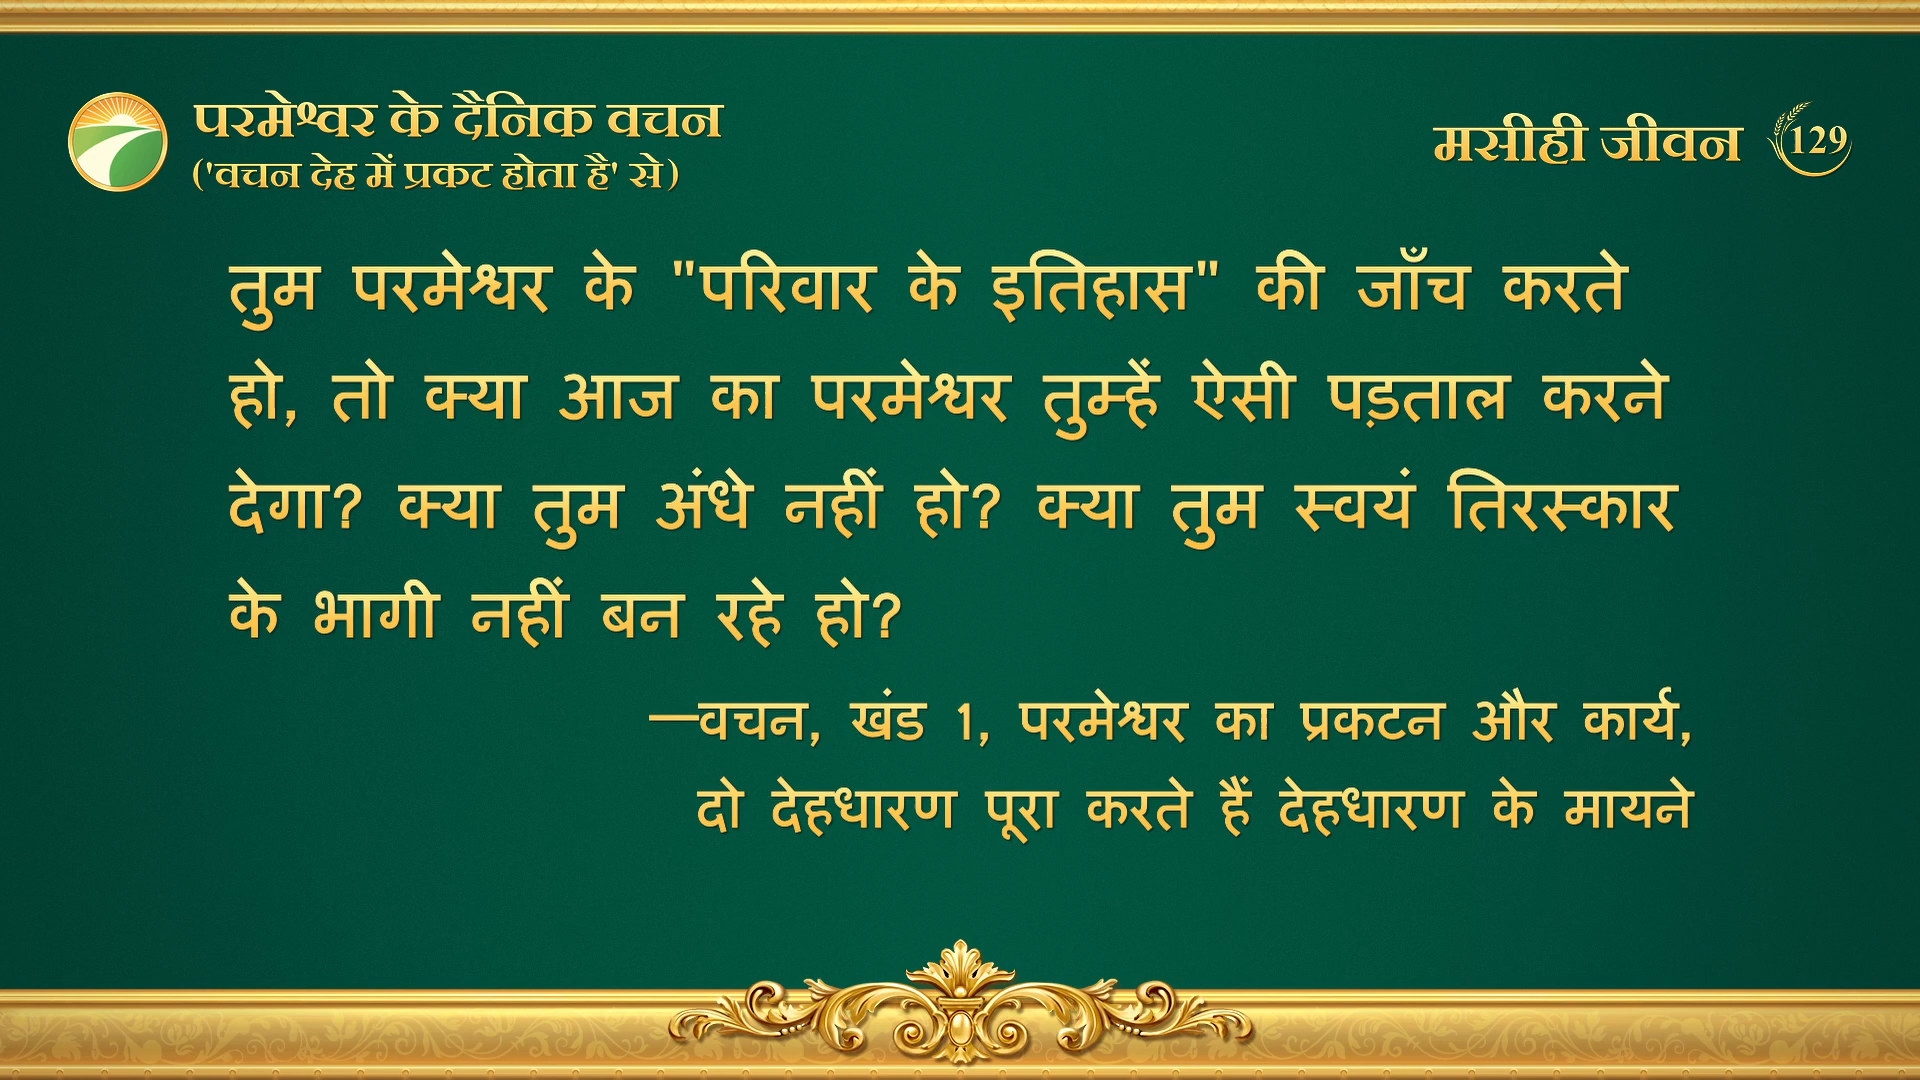 परमेश्वर के दैनिक वचन
('वचन देह में प्रकट होता है' से)
मसीही जीवन 129
तुम परमेश्वर के "परिवार के इतिहास" की जाँच करते
हो, तो क्या आज का परमेश्वर तुम्हें ऐसी पड़ताल करने
देगा? क्या तुम अंधे नहीं हो? क्या तुम स्वयं तिरस्कार
के भागी नहीं बन रहे हो?
—वचन, खंड 1, परमेश्वर का प्रकटन और कार्य,
दो देहधारण पूरा करते हैं देहधारण के मायने